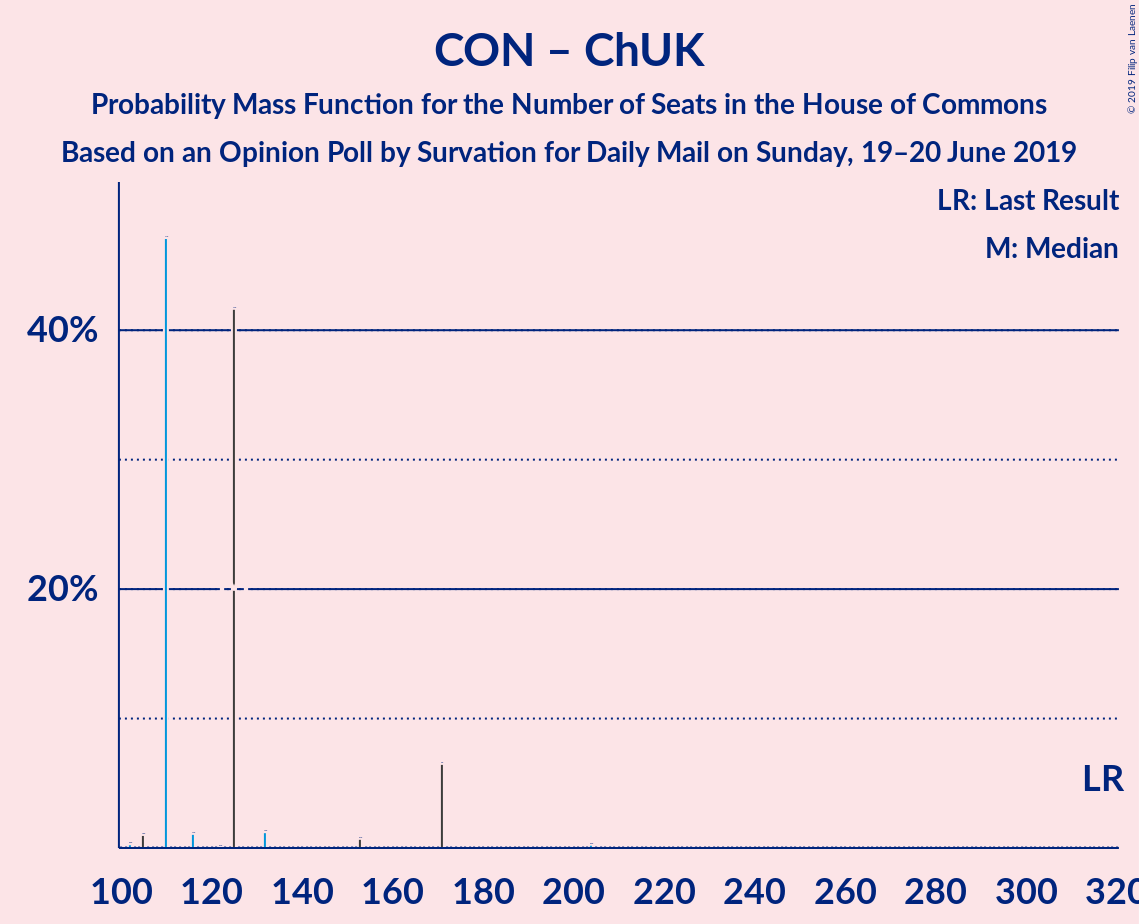 CON – ChUK
Probability Mass Function for the Number of Seats in the House of Commons
Based on an Opinion Poll by Survation for Daily Mail on Sunday, 19–20 June 2019
© 2019 Filip van Laenen
LR: Last Result
M: Median
40%
20%
LR
100 120 140 160 180 200 220 240 260 280 300 320